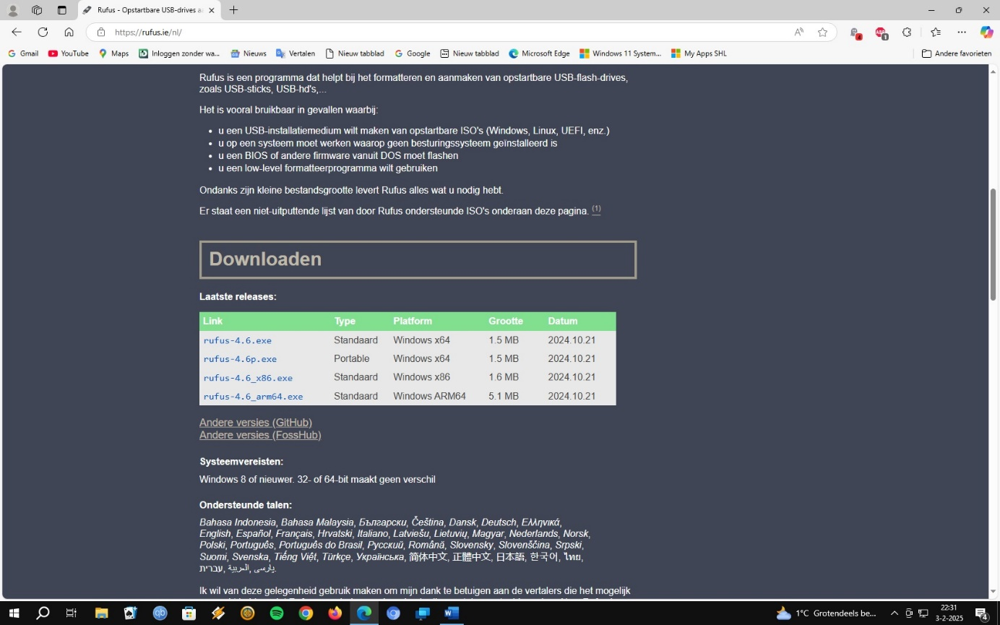 Rufus - Opstartbare USB-drives a
https://rufus.ie/nl/
Gmail YouTube Maps Inloggen zonder wa... Nieuws Vertalen Nieuw tabblad Google Nieuw tabblad Microsoft Edge Windows 11 System... My Apps SHL Andere favorieten
Rufus is een programma dat helpt bij het formatteren en aanmaken van opstartbare USB-flash-drives,
zoals USB-sticks, USB-hd's,...
Het is vooral bruikbaar in gevallen waarbij:
• u een USB-installatiemedium wilt maken van opstartbare ISO's (Windows, Linux, UEFI, enz.)
• u op een systeem moet werken waarop geen besturingssysteem geïnstalleerd is
• u een BIOS of andere firmware vanuit DOS moet flashen
• u een low-level formatteerprogramma wilt gebruiken
Ondanks zijn kleine bestandsgrootte levert Rufus alles wat u nodig hebt.
Er staat een niet-uitputtende lijst van door Rufus ondersteunde ISO's onderaan deze pagina. (1)
Downloaden
Laatste releases:
Link Type Platform Grootte Datum
rufus-4.6.exe Standaard Windows x64 1.5 MB 2024.10.21
rufus-4.6p.exe Portable Windows x64 1.5 MB 2024.10.21
rufus-4.6_x86.exe Standaard Windows x86 1.6 MB 2024.10.21
rufus-4.6_arm64.exe Standaard Windows ARM64 5.1 MB 2024.10.21
Andere versies (GitHub)
Andere versies (FossHub)
Systeemvereisten:
Windows 8 of nieuwer. 32- of 64-bit maakt geen verschil
Ondersteunde talen:
Bahasa Indonesia, Bahasa Malaysia, Български, Čeština, Dansk, Deutsch, Ελληνικά,
English, Español, Français, Hrvatski, Italiano, Latviešu, Lietuvių, Magyar, Nederlands, Norsk,
Polski, Português, Português do Brasil, Русский, Română, Slovensky, Slovenščina, Srpski,
Suomi, Svenska, Tiếng Việt, Türkçe, Українська, 简体中文, 正體中文, 日本語, 한국어, ไทย,
עברית, العربية, پارسی.
Ik wil van deze gelegenheid gebruik maken om mijn dank te betuigen aan de vertalers die het mogelijk
1°C Grotendeels be... 22:31
3-2-2025